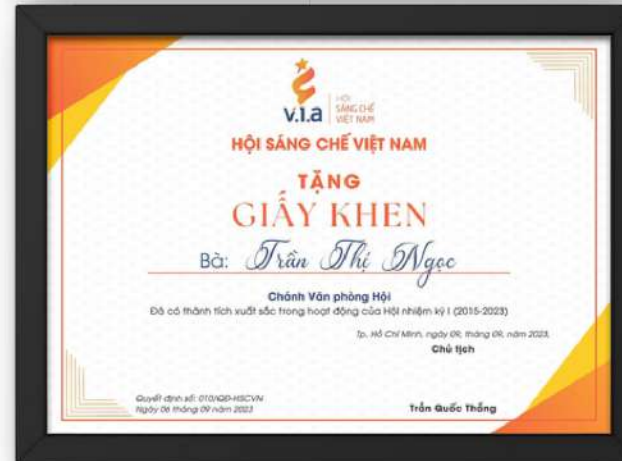 V.I.A
HỘI
SÁNG CHẾ
VIỆT NAM
HỘI SÁNG CHẾ VIỆT NAM
TẶNG
GIẤY KHEN
Bà: Trần Thị Ngọc
Chánh Văn phòng Hội
Đã có thành tích xuất sắc trong hoạt động của Hội nhiệm kỳ I (2015-2023)
Tp. Hồ Chí Minh, ngày 09, tháng 09, năm 2023,
Chủ tịch
Quyết định số: 010/QĐ-HSCVN
Ngày 06 tháng 09 năm 2023
Trần Quốc Thắng